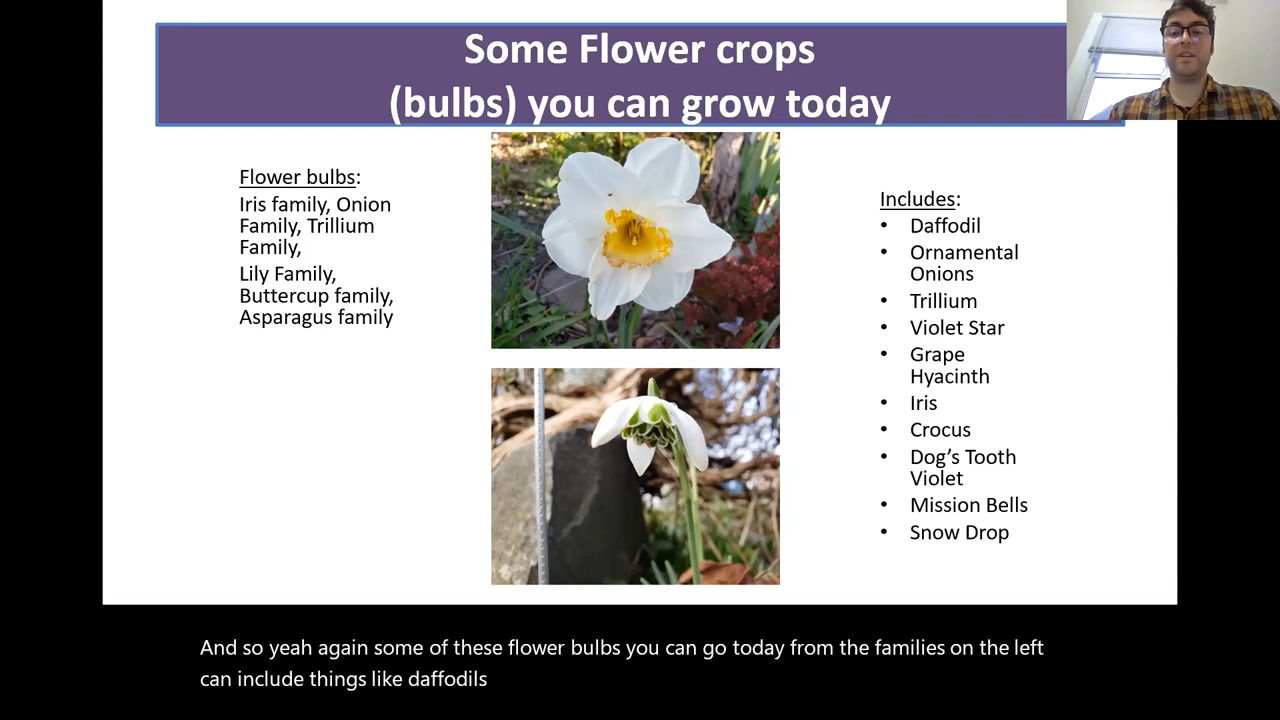 Some Flower crops
(bulbs) you can grow today
Flower bulbs:
Iris family, Onion
Family, Trillium
Family,
Lily Family,
Buttercup family,
Asparagus family
Includes:
• Daffodil
• Ornamental
Onions
• Trillium
• Violet Star
• Grape
Hyacinth
• Iris
• Crocus
• Dog’s Tooth
Violet
• Mission Bells
• Snow Drop
And so yeah again some of these flower bulbs you can go today from the families on the left
can include things like daffodils